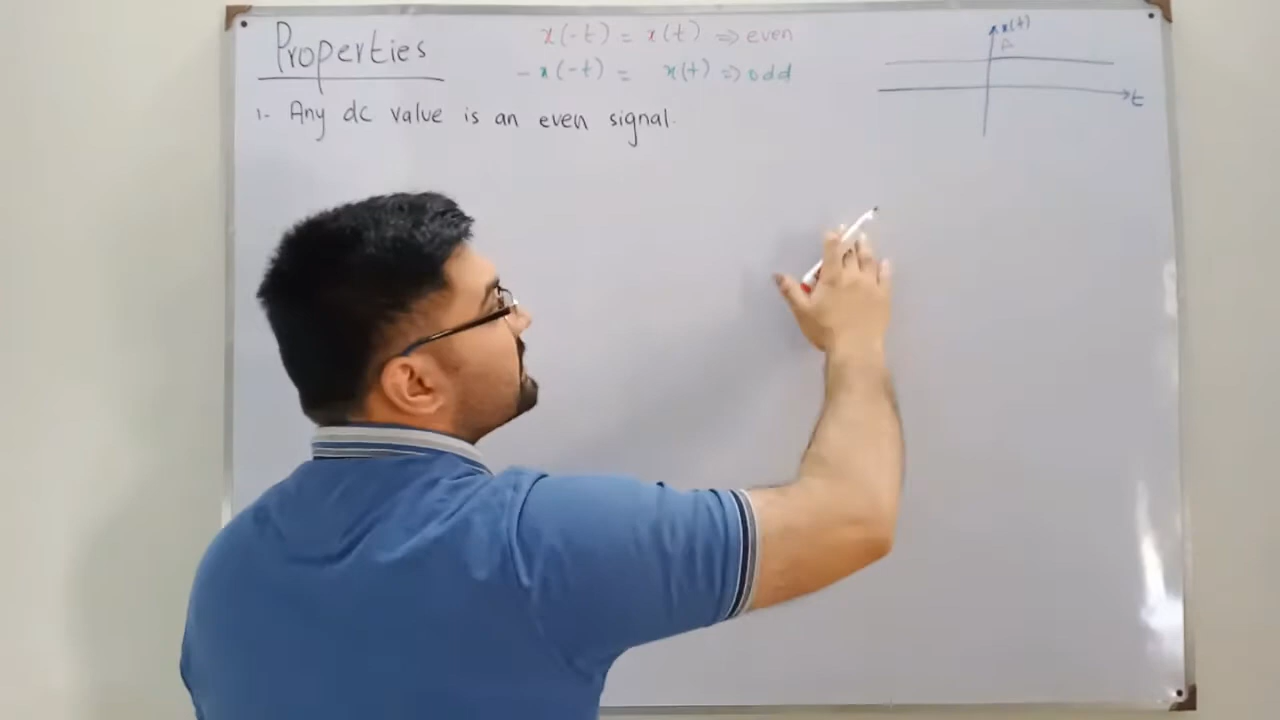 Properties
x(-t) = x(t) ⇒ even
-x(-t) = x(t) ⇒ odd
1- Any dc value is an even signal.
x(t)
A
t